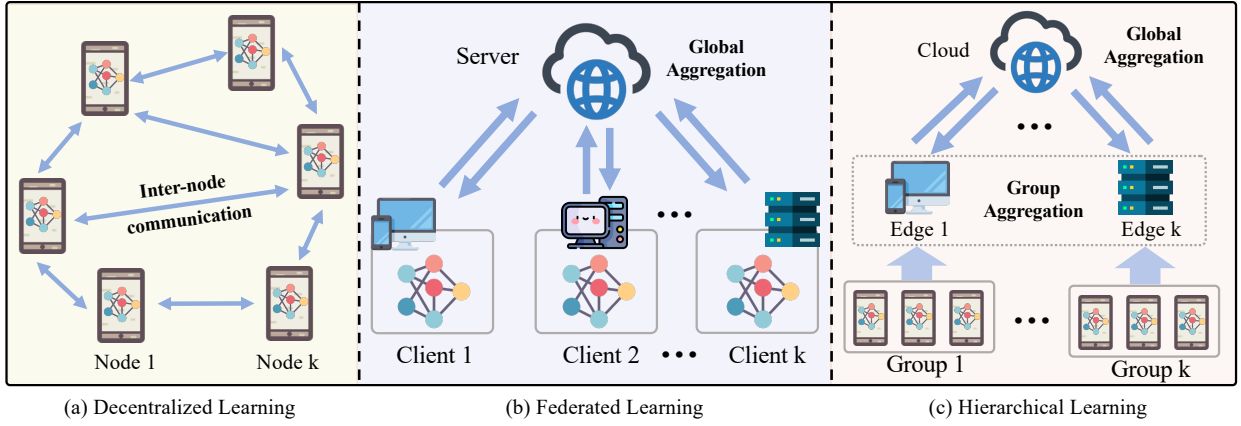 Inter-node
communication
Node 1
Node k
(a) Decentralized Learning
Server
Global
Aggregation
Client 1
Client 2
Client k
(b) Federated Learning
Cloud
Global
Aggregation
Group
Aggregation
Edge 1
Edge k
Group 1
Group k
(c) Hierarchical Learning